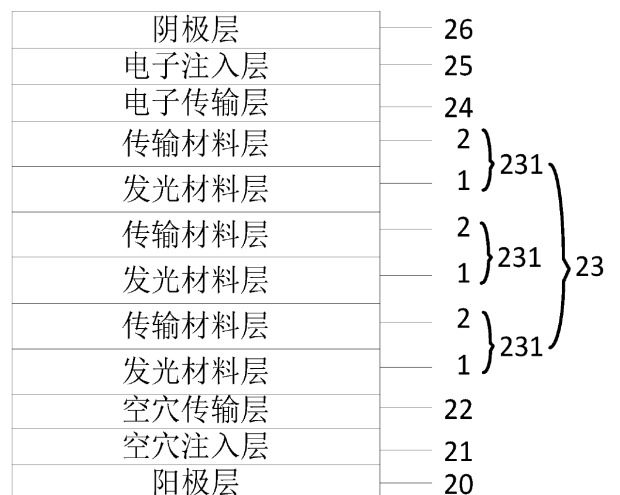 阴极层 26
电子注入层 25
电子传输层 24
传输材料层 2
231
发光材料层 1
传输材料层 2
231 23
发光材料层 1
传输材料层 2
231
发光材料层 1
空穴传输层 22
空穴注入层 21
阳极层 20